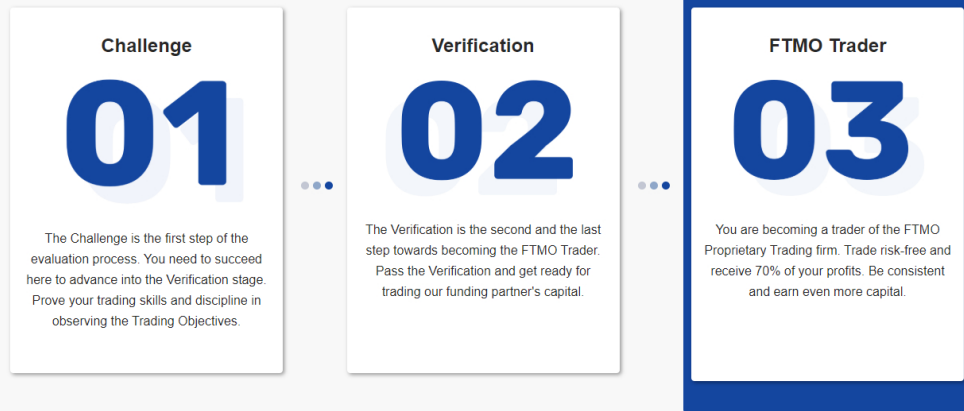 Challenge
01
The Challenge is the first step of the
evaluation process. You need to succeed
here to advance into the Verification stage.
Prove your trading skills and discipline in
observing the Trading Objectives.
Verification
02
The Verification is the second and the last
step towards becoming the FTMO Trader.
Pass the Verification and get ready for
trading our funding partner's capital.
FTMO Trader
03
You are becoming a trader of the FTMO
Proprietary Trading firm. Trade risk-free and
receive 70% of your profits. Be consistent
and earn even more capital.